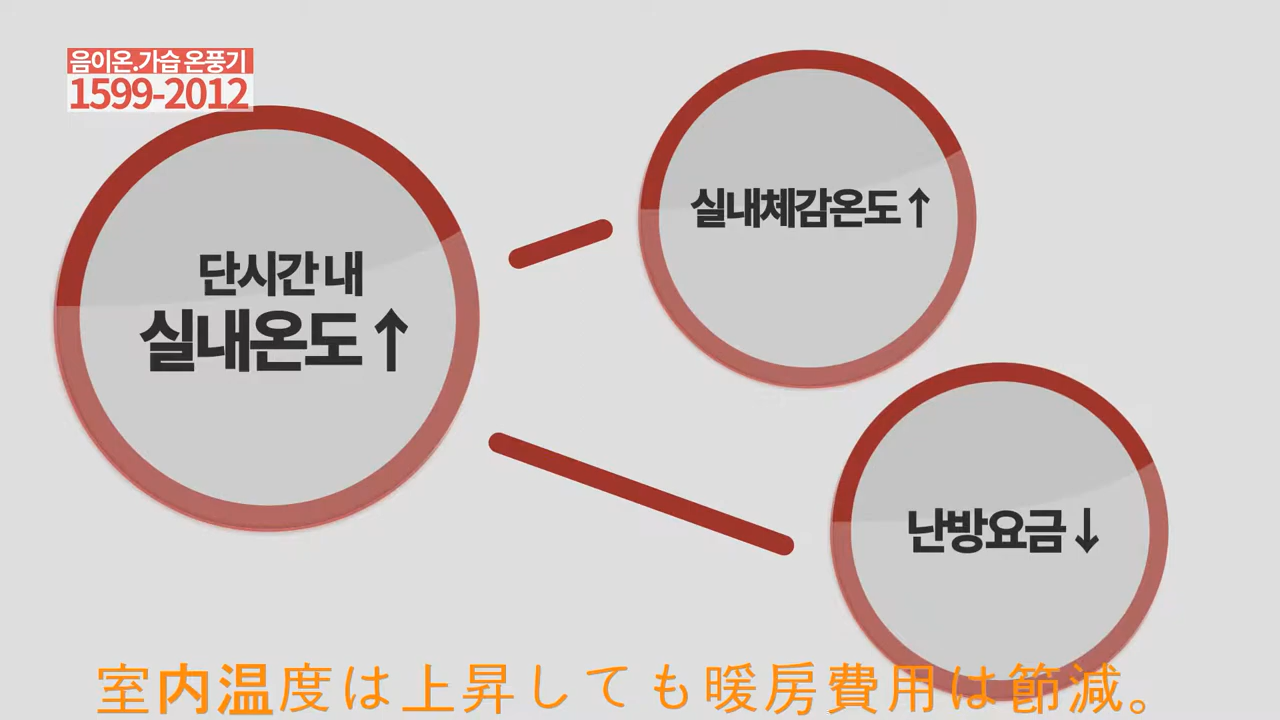 음이온.가습 온풍기
1599-2012
단시간 내
실내온도↑
실내체감온도↑
난방요금↓
室内温度は上昇しても暖房費用は節減。